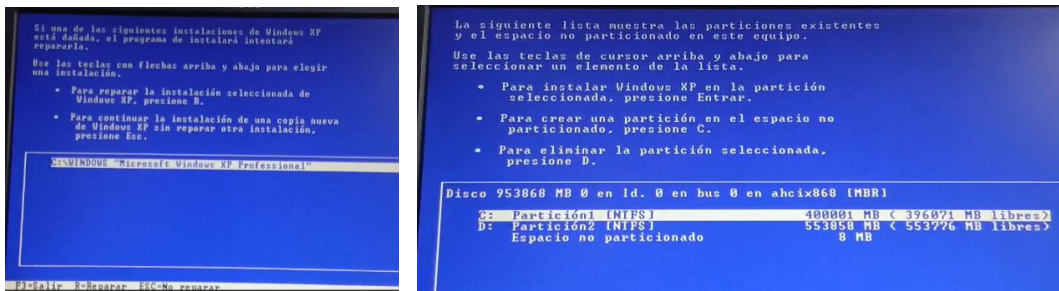 Si una de las siguientes instalaciones de Windows XP
está dañada, el programa de instalará intentará
repararla.
Use las teclas con flechas arriba y abajo para elegir
una instalación.
• Para reparar la instalación seleccionada de
Windows XP, presione R.
• Para continuar la instalación de una copia nueva
de Windows XP sin reparar otra instalación,
presione Esc.
C:\WINDOWS "Microsoft Windows XP Professional"
F3=Salir R=Reparar ESC=No reparar
La siguiente lista muestra las particiones existentes
y el espacio no particionado en este equipo.
Use las teclas de cursor arriba y abajo para
seleccionar un elemento de la lista.
• Para instalar Windows XP en la partición
seleccionada, presione Entrar.
• Para crear una partición en el espacio no
particionado, presione C.
• Para eliminar la partición seleccionada,
presione D.
Disco 953868 MB 0 en Id. 0 en bus 0 en ahcix868 [MBR]
C: Partición1 [NTFS] 400001 MB ( 396071 MB libres)
D: Partición2 [NTFS] 553858 MB ( 553776 MB libres)
Espacio no particionado 8 MB